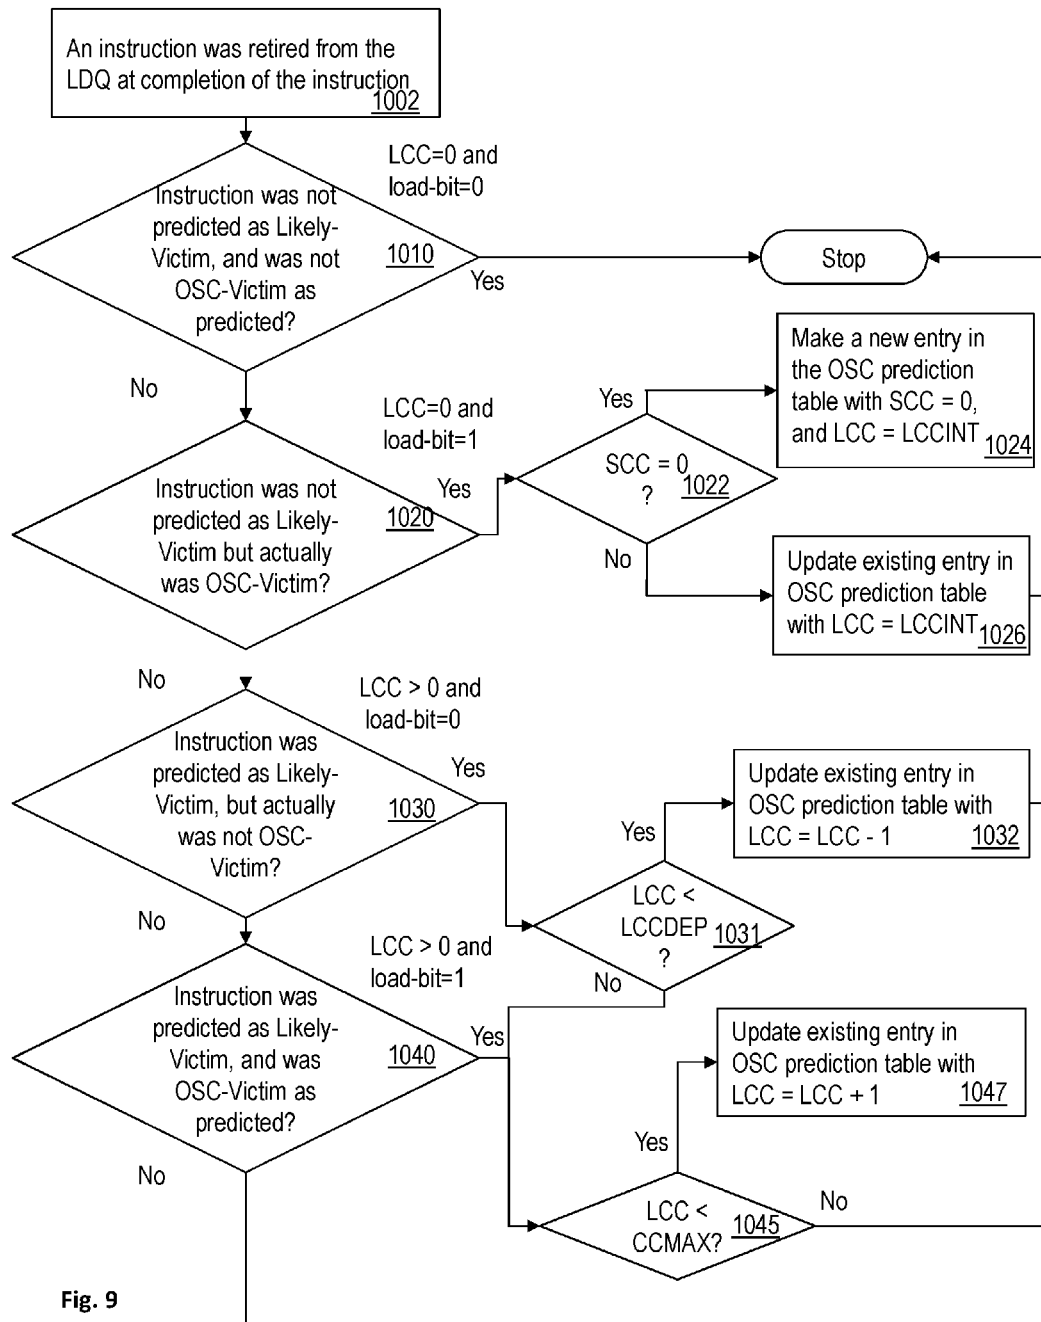 An instruction was retired from the
LDQ at completion of the instruction
1002
LCC=0 and
load-bit=0
Instruction was not
predicted as Likely-
Victim, and was not
OSC-Victim as
predicted?
1010
Yes
Stop
No
Make a new entry in
the OSC prediction
table with SCC = 0,
and LCC = LCCINT
1024
LCC=0 and
load-bit=1
Yes
Instruction was not
predicted as Likely-
Victim but actually
was OSC-Victim?
1020
Yes
SCC = 0
?
1022
No
Update existing entry in
OSC prediction table
with LCC = LCCINT
1026
No
LCC > 0 and
load-bit=0
Instruction was
predicted as Likely-
Victim, but actually
was not OSC-
Victim?
1030
Yes
Update existing entry in
OSC prediction table with
LCC = LCC - 1
1032
Yes
LCC <
LCCDEP
?
1031
No
No
LCC > 0 and
load-bit=1
Instruction was
predicted as Likely-
Victim, and was
OSC-Victim as
predicted?
1040
Yes
Update existing entry in
OSC prediction table with
LCC = LCC + 1
1047
Yes
No
LCC <
CCMAX?
1045
No
Fig. 9